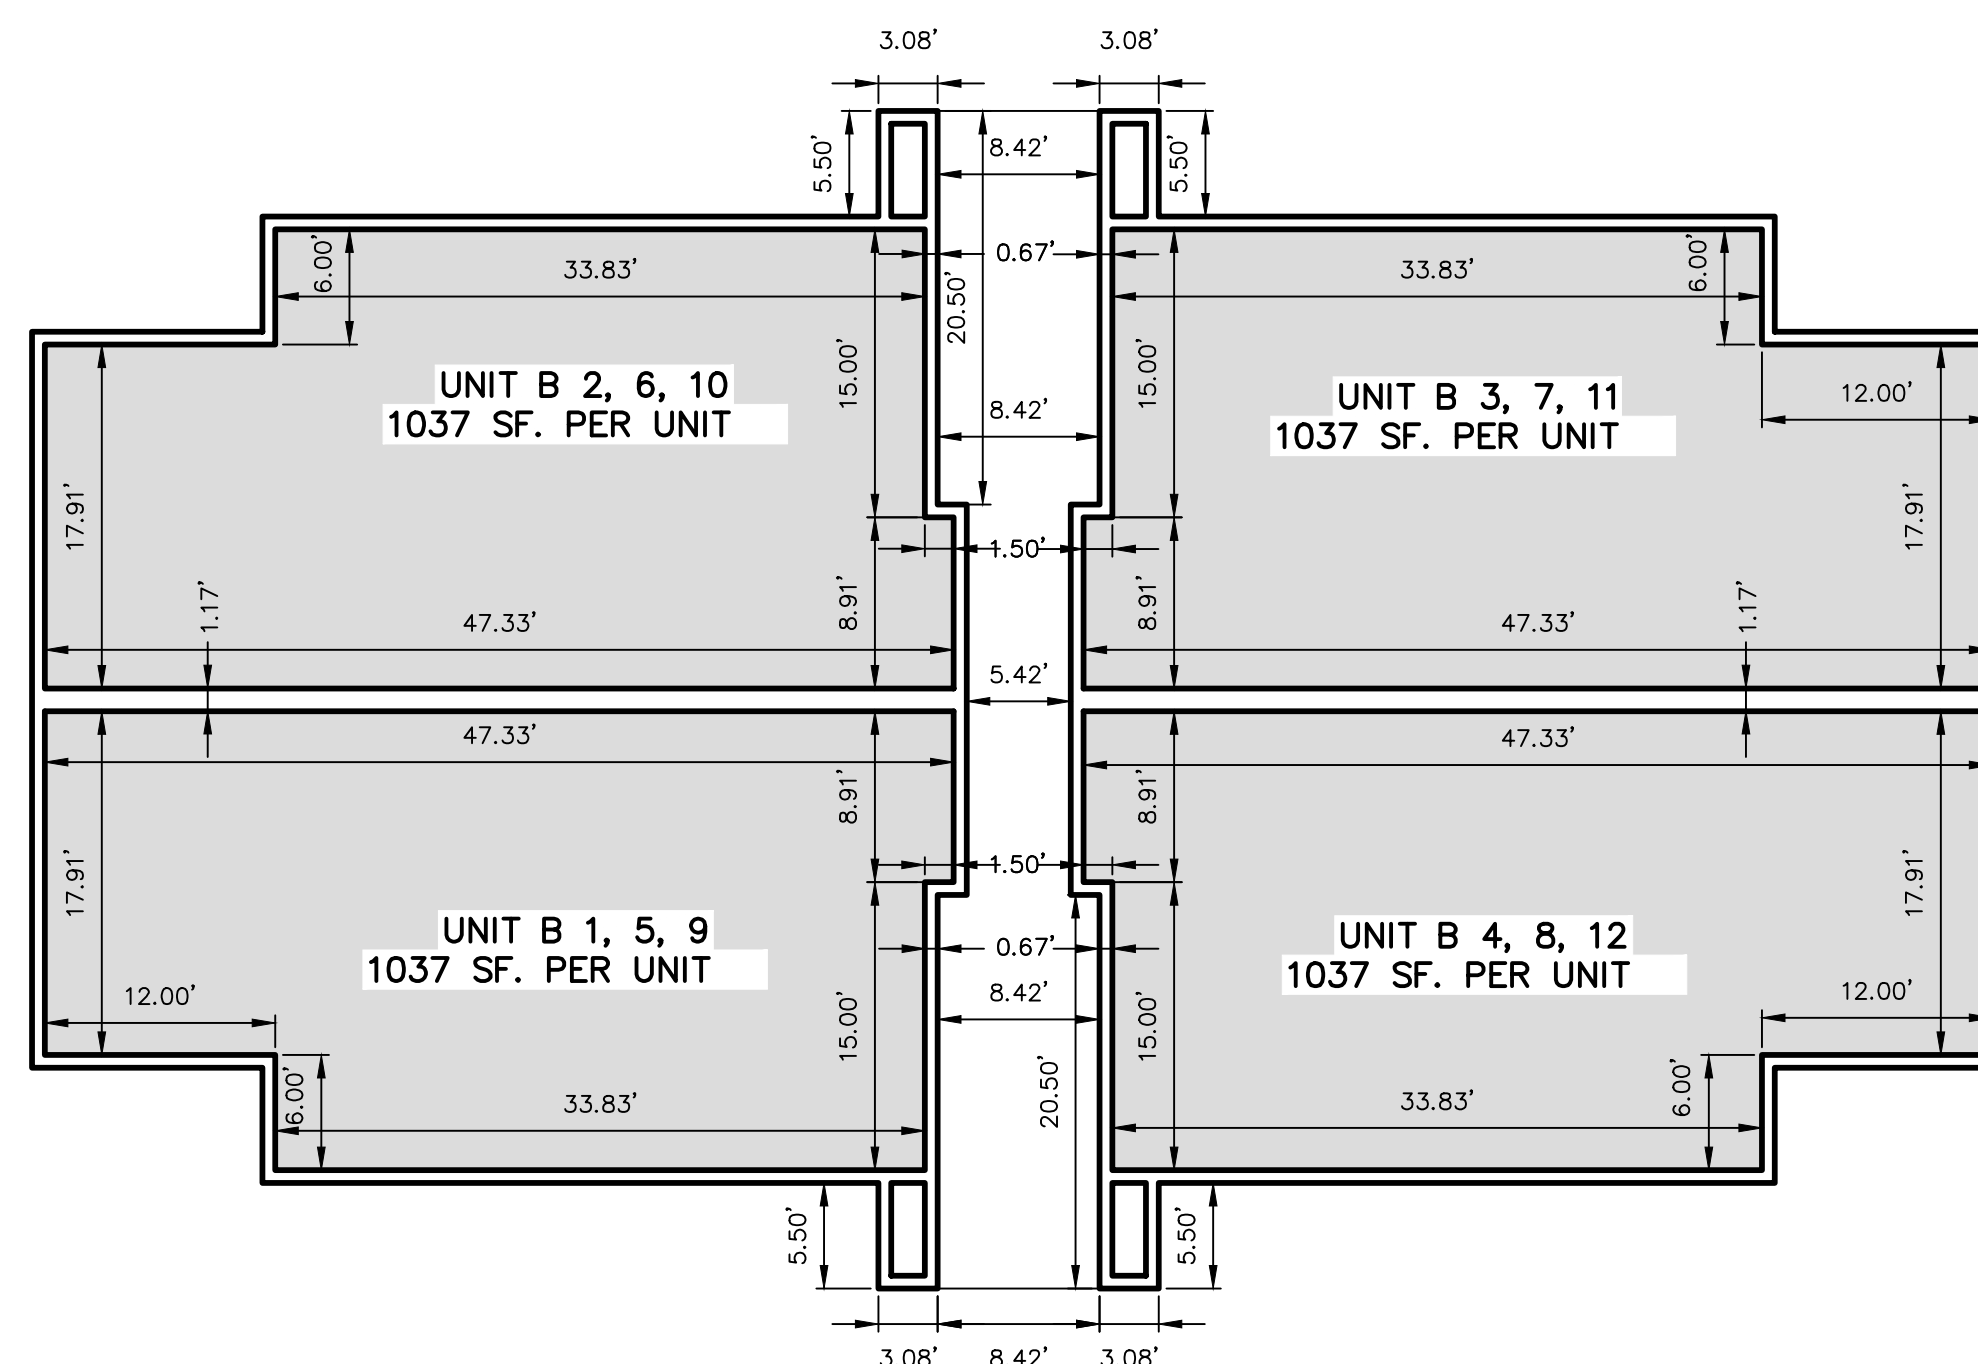 3.08’ 3.08’
5.50’ 8.42’ 5.50’
6.00’ 33.83’ 0.67’ 33.83’ 6.00’
20.50’
15.00’ 15.00’
UNIT B 2, 6, 10
1037 SF. PER UNIT
8.42’
UNIT B 3, 7, 11
1037 SF. PER UNIT
12.00’
17.91’ 17.91’
1.50’
1.17’ 47.33’ 8.91’ 8.91’ 47.33’ 1.17’
5.42’
47.33’ 47.33’
8.91’ 8.91’
17.91’ 1.50’ 17.91’
UNIT B 1, 5, 9
1037 SF. PER UNIT
0.67’
UNIT B 4, 8, 12
1037 SF. PER UNIT
12.00’ 8.42’ 12.00’
15.00’ 15.00’
6.00’ 33.83’ 20.50’ 33.83’ 6.00’
5.50’ 5.50’
3.08’ 8.42’ 3.08’